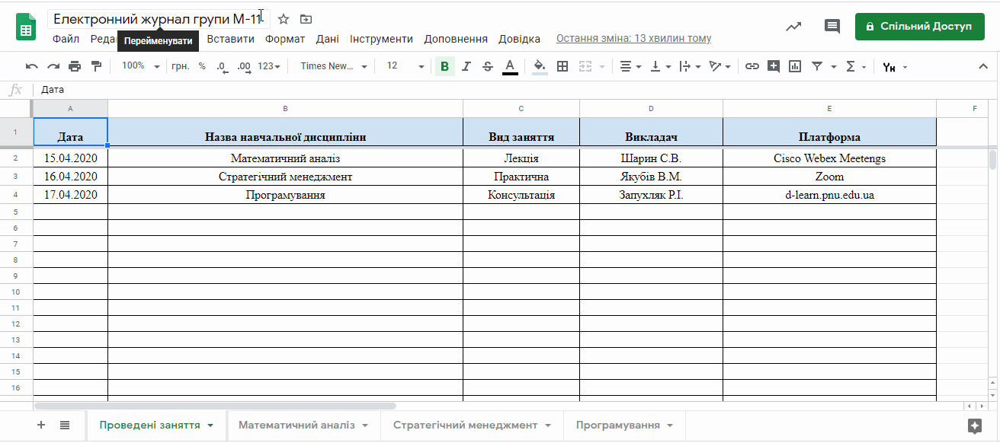 Електронний журнал групи М-11
Файл Реда Вставити Формат Дані Інструменти Доповнення Довідка Остання зміна: 13 хвилин тому
Перейменувати
Спільний Доступ
100% грн. % .0 .00 123 Times New... 12 B I S A Σ Үн
fx Дата
A B C D E F
1 Дата Назва навчальної дисципліни Вид заняття Викладач Платформа
2 15.04.2020 Математичний аналіз Лекція Шарин С.В. Cisco Webex Meetengs
3 16.04.2020 Стратегічний менеджмент Практична Якубів В.М. Zoom
4 17.04.2020 Програмування Консультація Запухляк Р.І. d-learn.pnu.edu.ua
5
6
7
8
9
10
11
12
13
14
15
16
Проведені заняття Математичний аналіз Стратегічний менеджмент Програмування